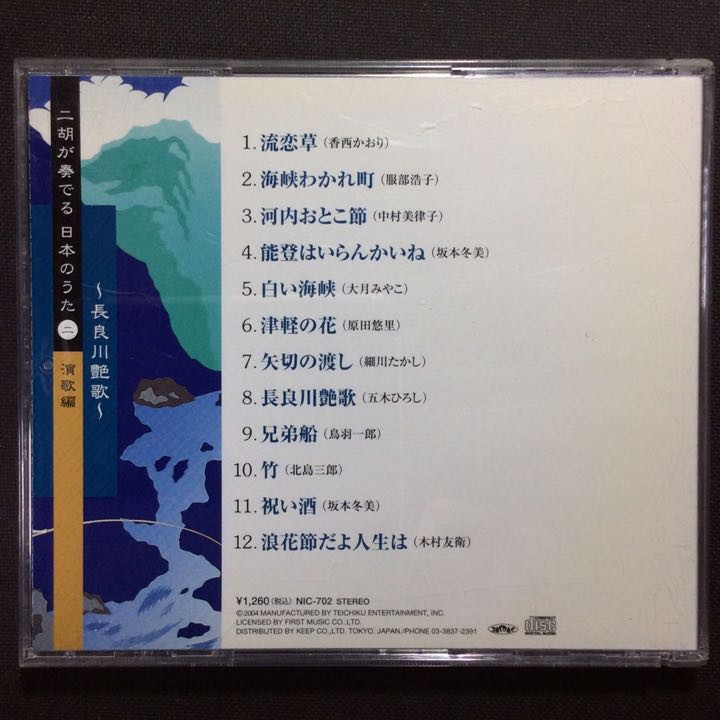 二胡が奏でる 日本のうた 二 演歌編
〜長良川艶歌〜
1. 流恋草 (香西かおり)
2. 海峡わかれ町 (服部浩子)
3. 河内おとこ節 (中村美律子)
4. 能登はいらんかいね (坂本冬美)
5. 白い海峡 (大月みやこ)
6. 津軽の花 (原田悠里)
7. 矢切の渡し (細川たかし)
8. 長良川艶歌 (五木ひろし)
9. 兄弟船 (鳥羽一郎)
10. 竹 (北島三郎)
11. 祝い酒 (坂本冬美)
12. 浪花節だよ人生は (木村友衛)
¥1,260(税込) NIC-702 STEREO
©2004 MANUFACTURED BY TEICHIKU ENTERTAINMENT, INC.
LICENSED BY FIRST MUSIC CO.,LTD.
DISTRIBUTED BY KEEP CO.,LTD. TOKYO. JAPAN./PHONE 03-3837-2391
JASRAC
COMPACT
disc
DIGITAL AUDIO